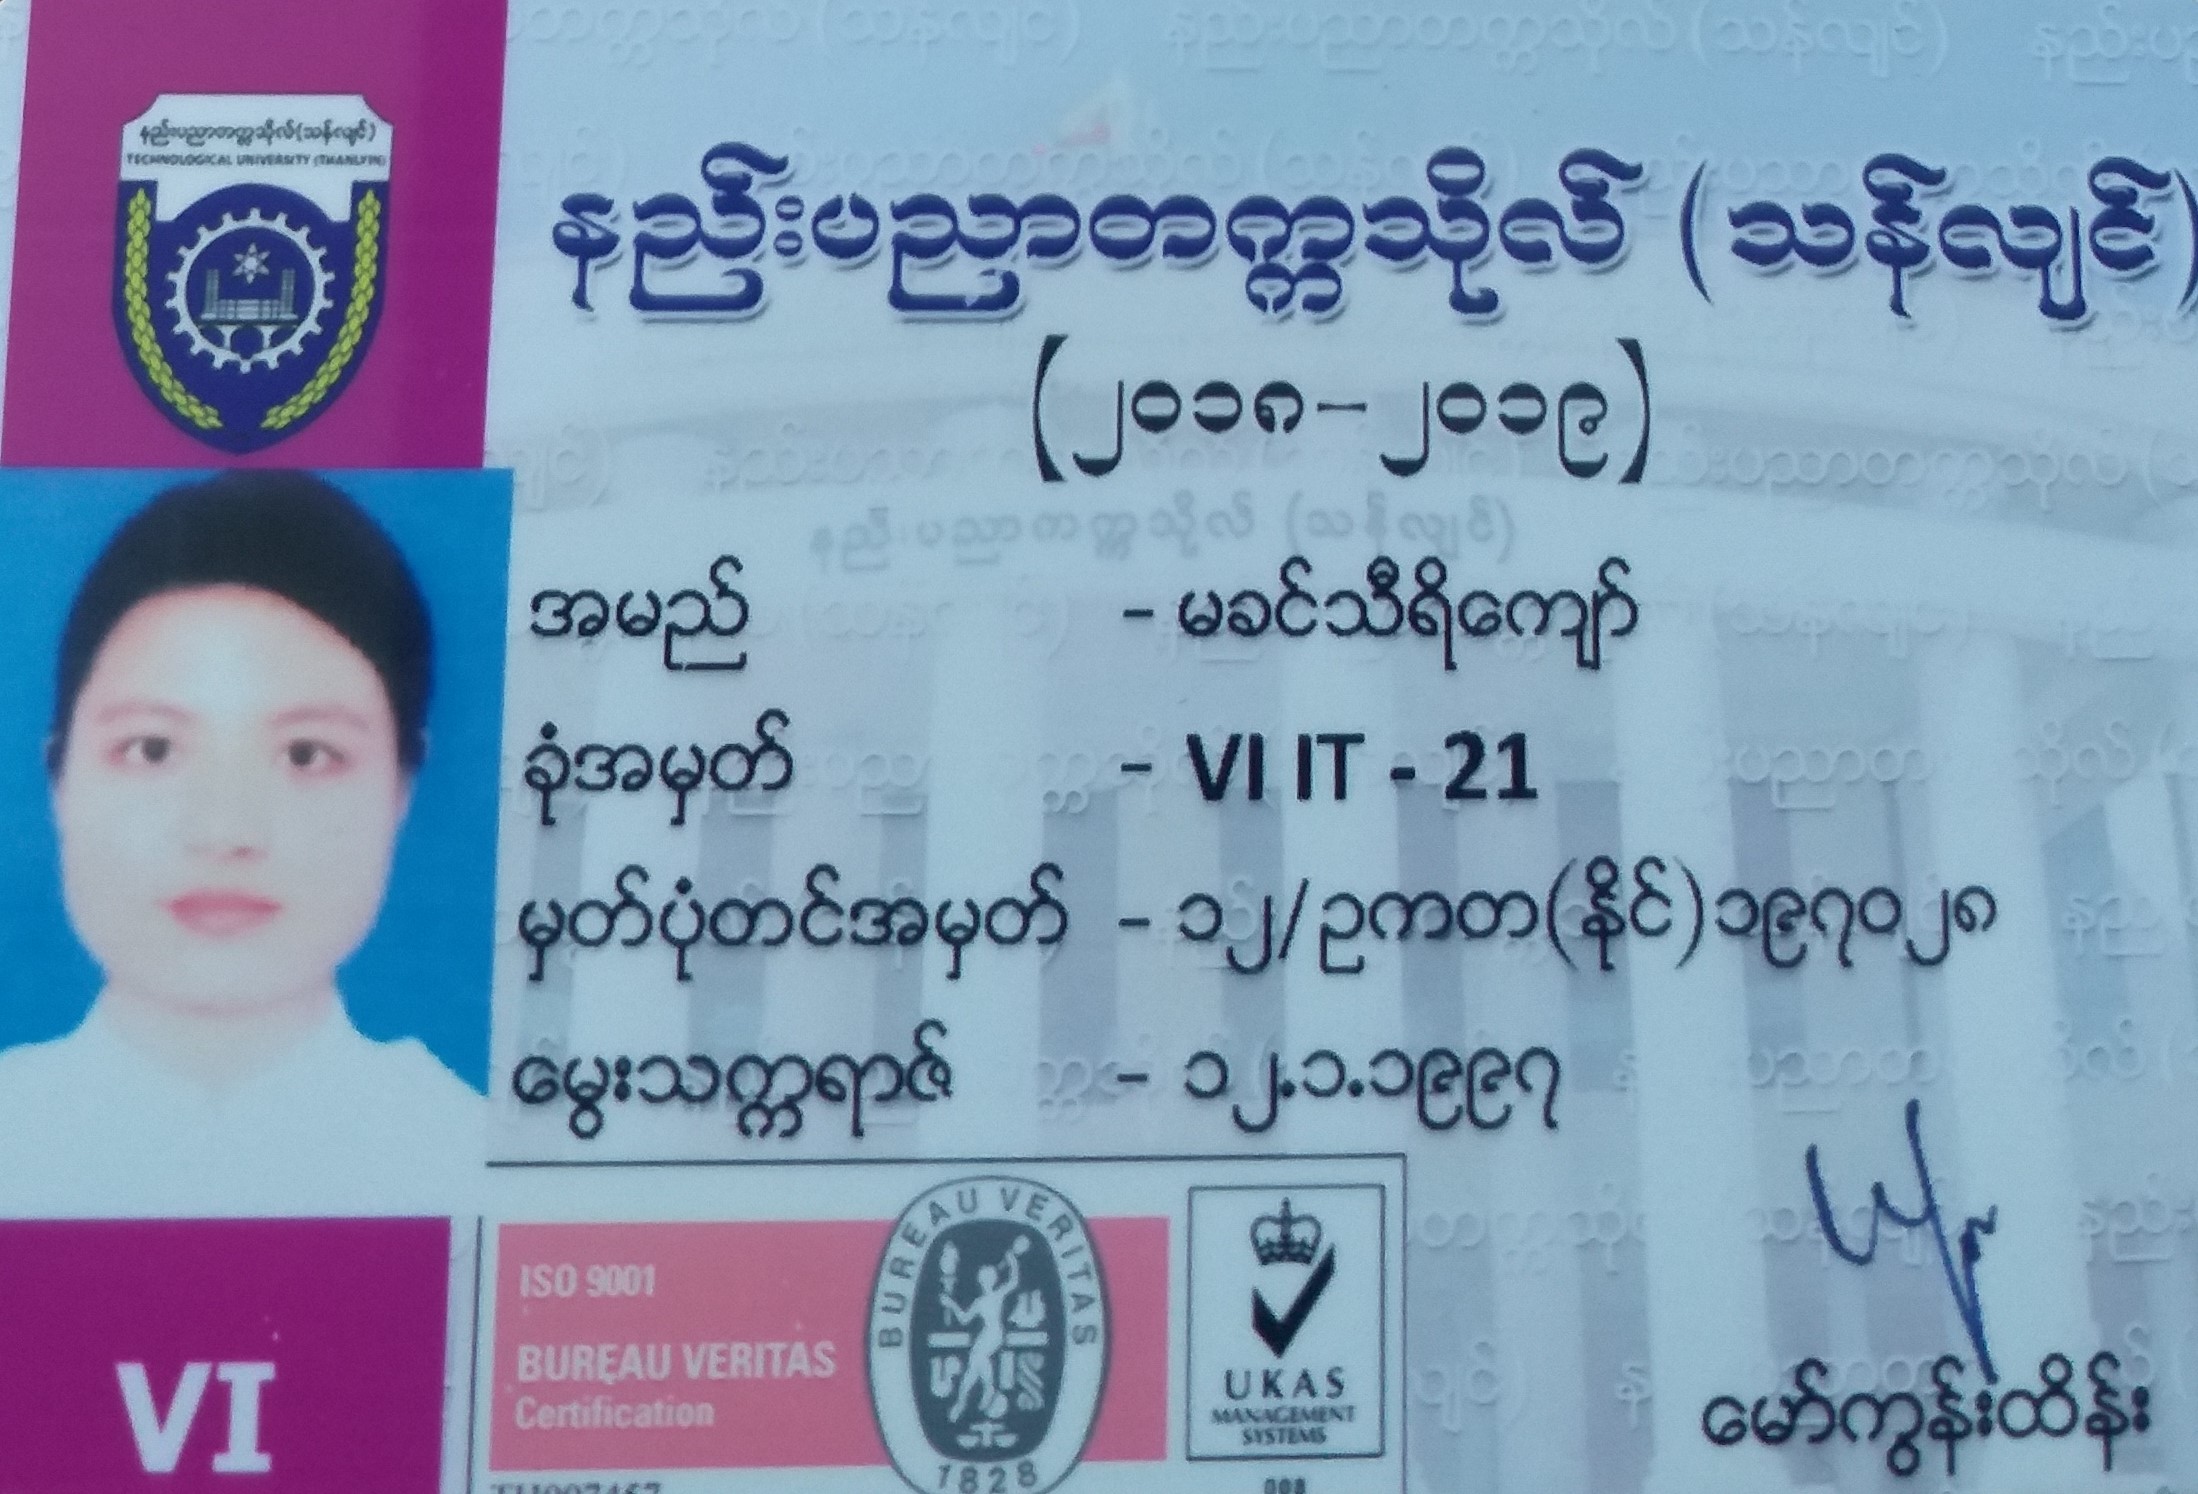 နည်းပညာတက္ကသိုလ်(သန်လျင်)
TECHNOLOGICAL UNIVERSITY (THANLYIN)
နည်းပညာတက္ကသိုလ် (သန်လျင်)
(၂၀၁၈-၂၀၁၉)
အမည် - မခင်သီရိကျော်
ခုံအမှတ် - VI IT - 21
မှတ်ပုံတင်အမှတ် - ၁၂/ဥကတ(နိုင်)၁၉၇၀၂၈
မွေးသက္ကရာဇ် - ၁၂.၁.၁၉၉၇
VI
ISO 9001
BUREAU VERITAS
Certification
BUREAU VERITAS
1828
UKAS
MANAGEMENT
SYSTEMS
008
မော်ကွန်းထိန်း